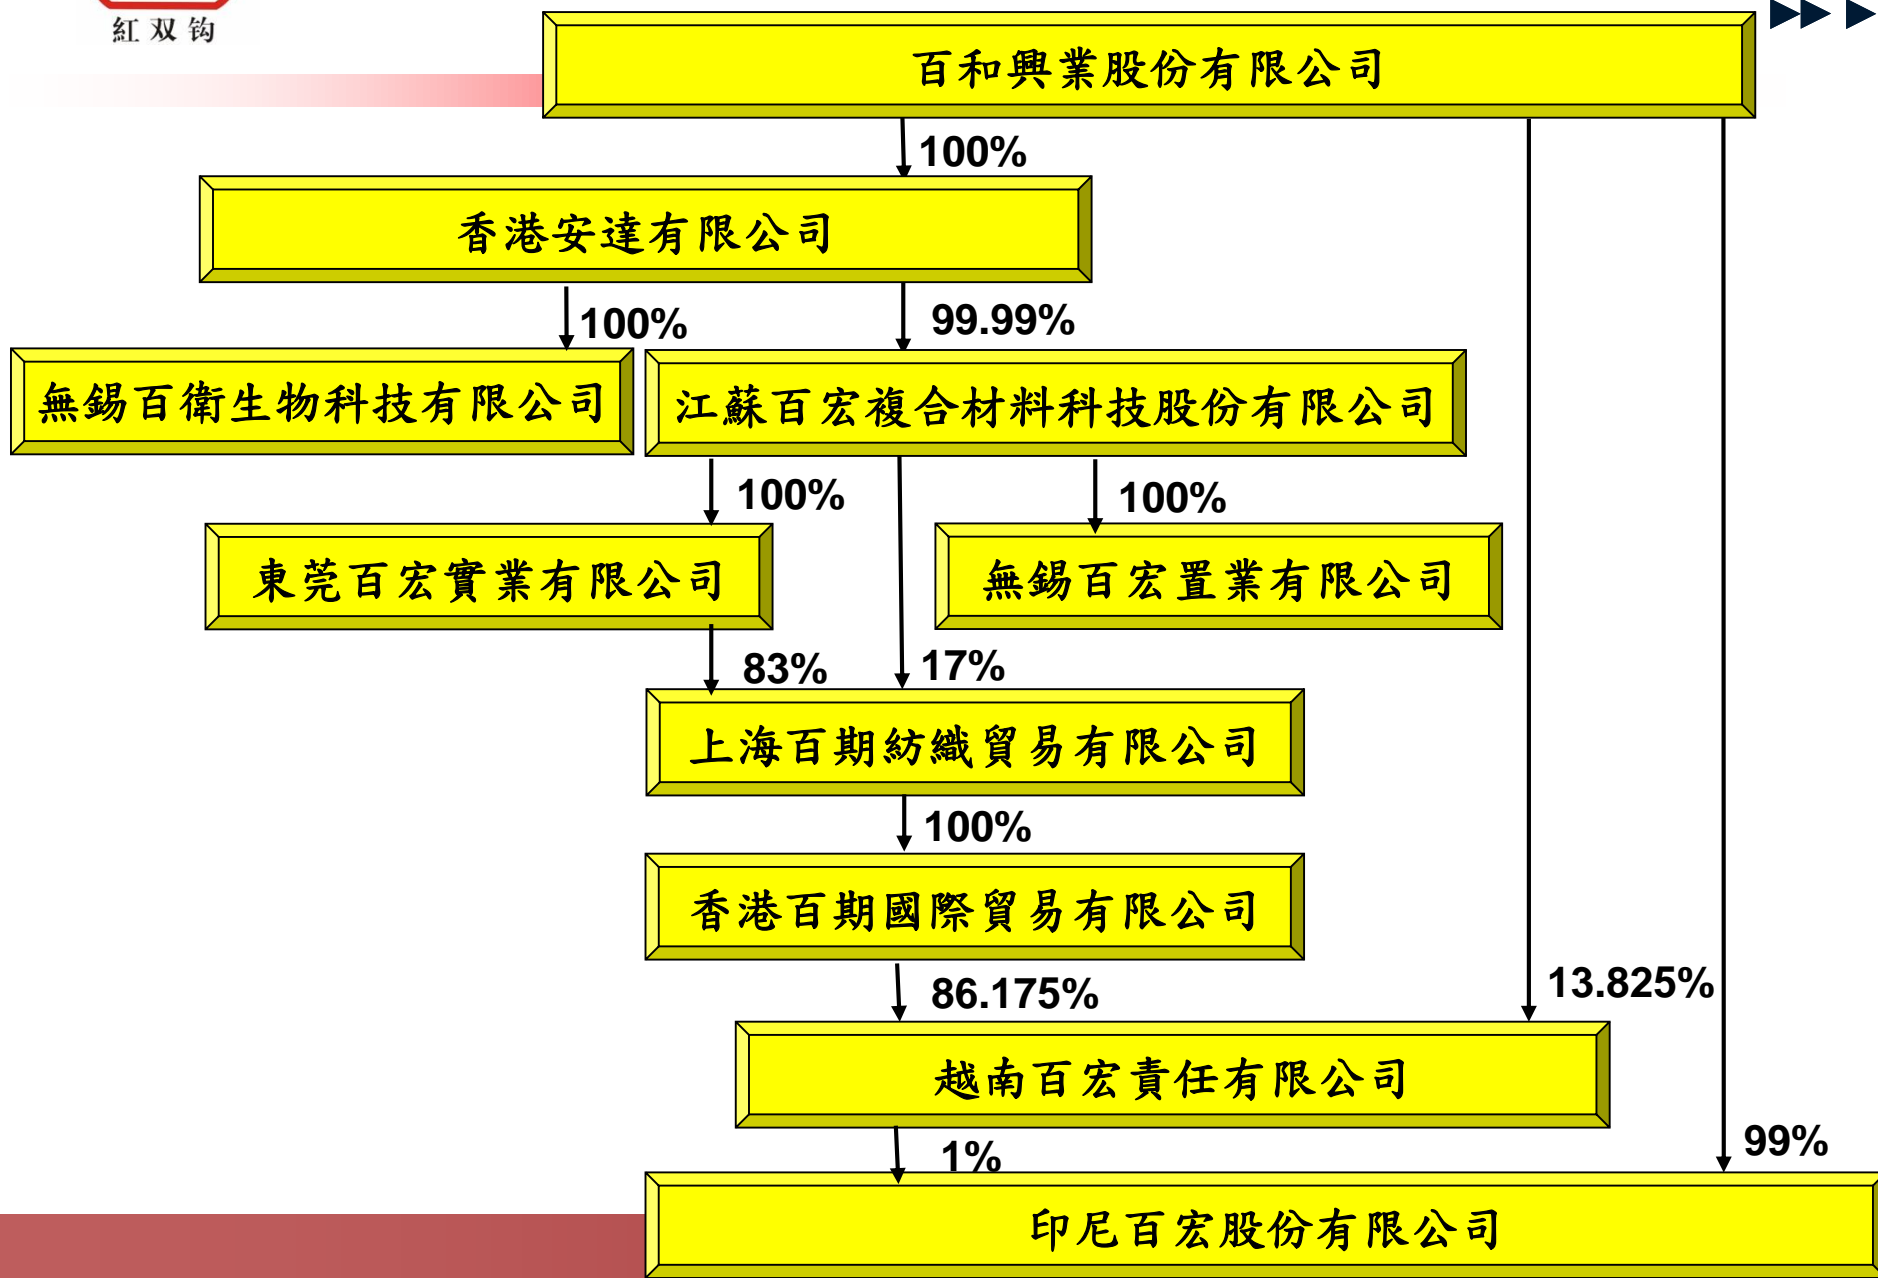 紅双钩
百和興業股份有限公司
100%
香港安達有限公司
100%
99.99%
無錫百衛生物科技有限公司
江蘇百宏複合材料科技股份有限公司
100%
100%
東莞百宏實業有限公司
無錫百宏置業有限公司
83%
17%
上海百期紡織貿易有限公司
100%
香港百期國際貿易有限公司
86.175%
13.825%
越南百宏責任有限公司
1%
99%
印尼百宏股份有限公司